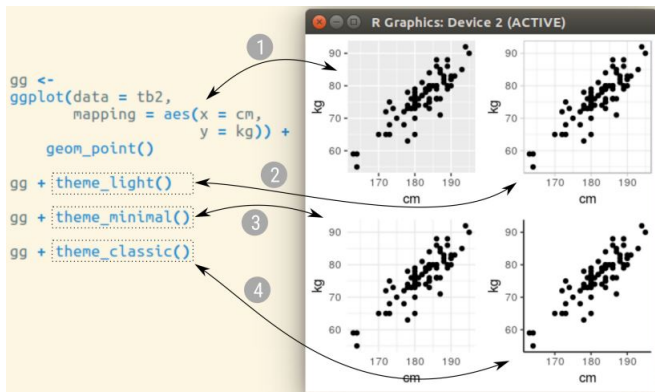 R Graphics: Device 2 (ACTIVE)
1
gg <-
ggplot(data = tb2,
mapping = aes(x = cm,
y = kg)) +
geom_point()
gg + theme_light()
gg + theme_minimal()
gg + theme_classic()
2
3
4
90
80
70
60
kg
170
180
190
cm
90
80
70
60
kg
170
180
190
cm
90
80
70
60
kg
170
180
190
cm
90
80
70
60
kg
170
180
190
cm